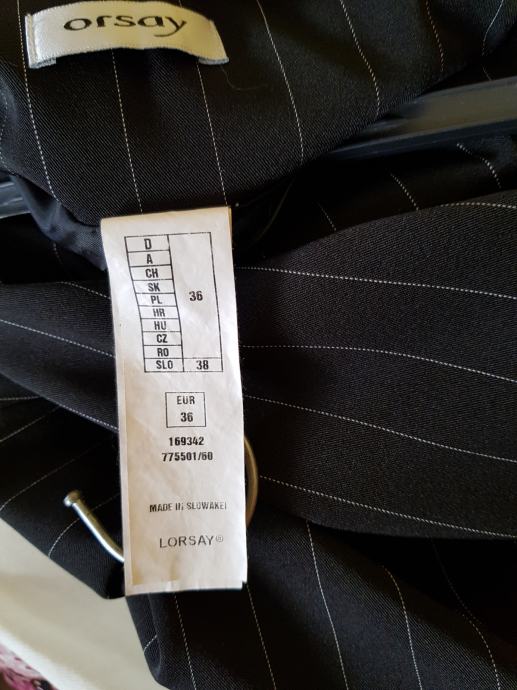 orsay
D
A
CH
SK
PL
HR
HU
CZ
RO
36
SLO 38
EUR
36
169342
775501/60
MADE IN SLOWAKEI
LORSAY®